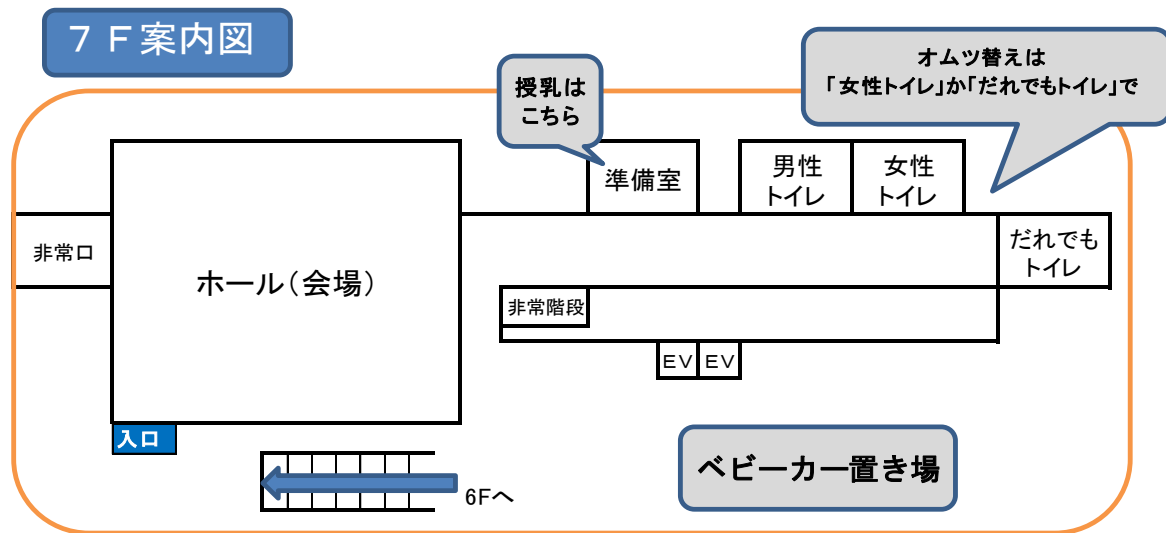 ７Ｆ案内図
授乳は
こちら
オムツ替えは
「女性トイレ」か「だれでもトイレ」で
準備室
男性
トイレ
女性
トイレ
非常口
ホール（会場）
だれでも
トイレ
非常階段
ＥＶ
ＥＶ
入口
ベビーカー置き場
6Fへ